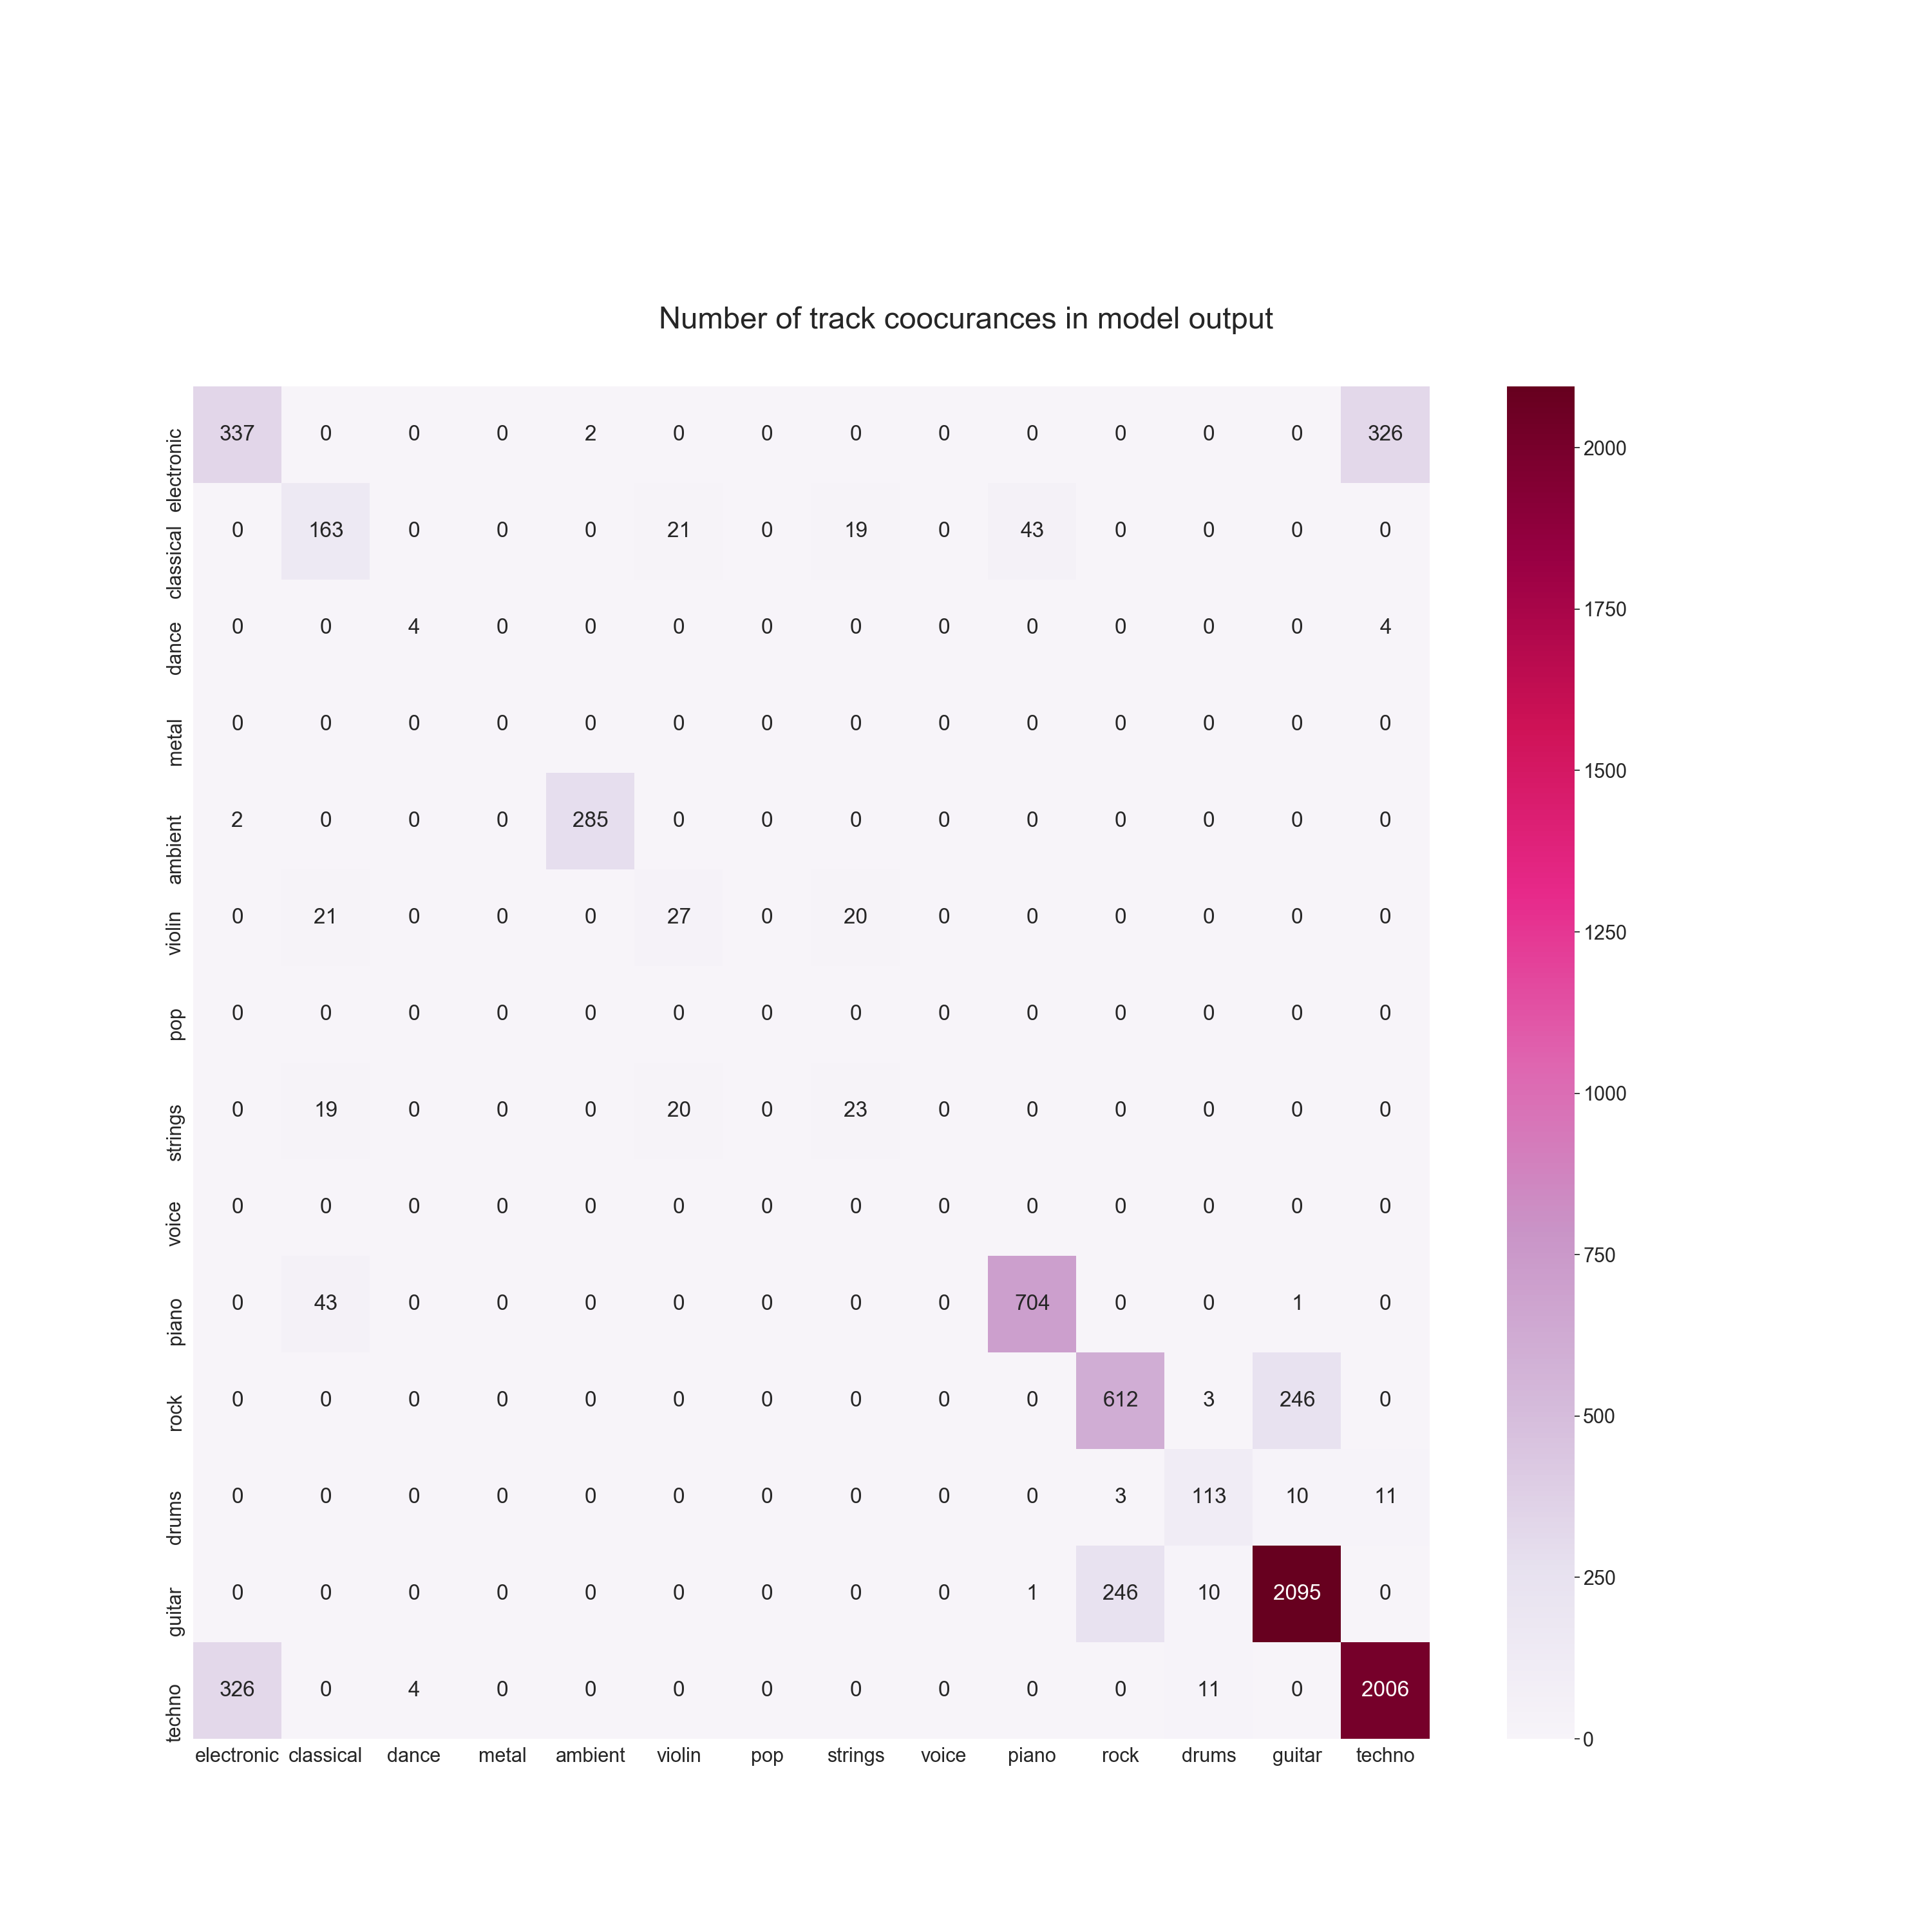 Number of track coocurances in model output
electronic 337 0 0 0 2 0 0 0 0 0 0 0 0 326
classical 0 163 0 0 0 21 0 19 0 43 0 0 0 0
dance 0 0 4 0 0 0 0 0 0 0 0 0 0 4
metal 0 0 0 0 0 0 0 0 0 0 0 0 0 0
ambient 2 0 0 0 285 0 0 0 0 0 0 0 0 0
violin 0 21 0 0 0 27 0 20 0 0 0 0 0 0
pop 0 0 0 0 0 0 0 0 0 0 0 0 0 0
strings 0 19 0 0 0 20 0 23 0 0 0 0 0 0
voice 0 0 0 0 0 0 0 0 0 0 0 0 0 0
piano 0 43 0 0 0 0 0 0 0 704 0 0 1 0
rock 0 0 0 0 0 0 0 0 0 0 612 3 246 0
drums 0 0 0 0 0 0 0 0 0 0 3 113 10 11
guitar 0 0 0 0 0 0 0 0 0 1 246 10 2095 0
techno 326 0 4 0 0 0 0 0 0 0 0 11 0 2006
electronic classical dance metal ambient violin pop strings voice piano rock drums guitar techno
2000
1750
1500
1250
1000
750
500
250
0